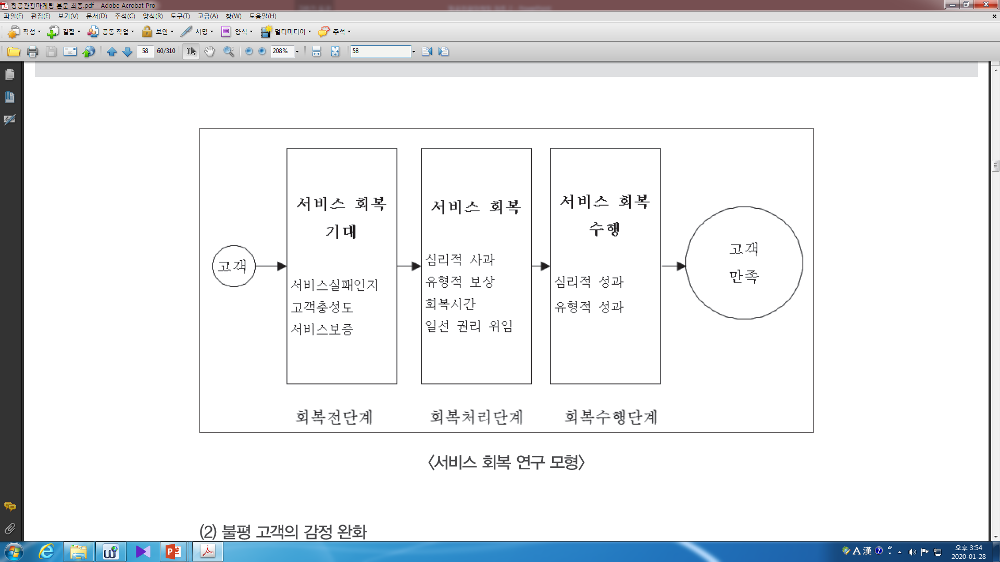 항공관광마케팅 본문 최종.pdf - Adobe Acrobat Pro
파일(F) 편집(E) 보기(V) 문서(D) 주석(C) 양식(R) 도구(T) 고급(A) 창(W) 도움말(H)
작성 결합 공동 작업 보안 서명 양식 멀티미디어 주석
58 60/310 208% 58
고객
서비스 회복
기대
서비스실패인지
고객충성도
서비스보증
회복전단계
서비스 회복
심리적 사과
유형적 보상
회복시간
일선 권리 위임
회복처리단계
서비스 회복
수행
심리적 성과
유형적 성과
회복수행단계
고객
만족
<서비스 회복 연구 모형>
(2) 불평 고객의 감정 완화
A 漢
오후 3:54
2020-01-28